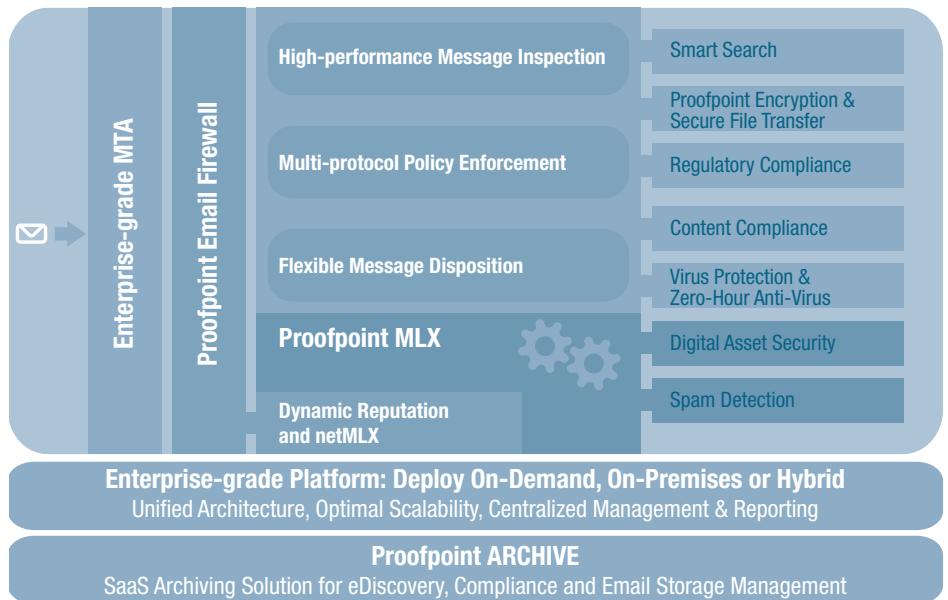 Enterprise-grade MTA
Proofpoint Email Firewall
High-performance Message Inspection
Multi-protocol Policy Enforcement
Flexible Message Disposition
Proofpoint MLX
Dynamic Reputation
and netMLX
Smart Search
Proofpoint Encryption &
Secure File Transfer
Regulatory Compliance
Content Compliance
Virus Protection &
Zero-Hour Anti-Virus
Digital Asset Security
Spam Detection
Enterprise-grade Platform: Deploy On-Demand, On-Premises or Hybrid
Unified Architecture, Optimal Scalability, Centralized Management & Reporting
Proofpoint ARCHIVE
SaaS Archiving Solution for eDiscovery, Compliance and Email Storage Management